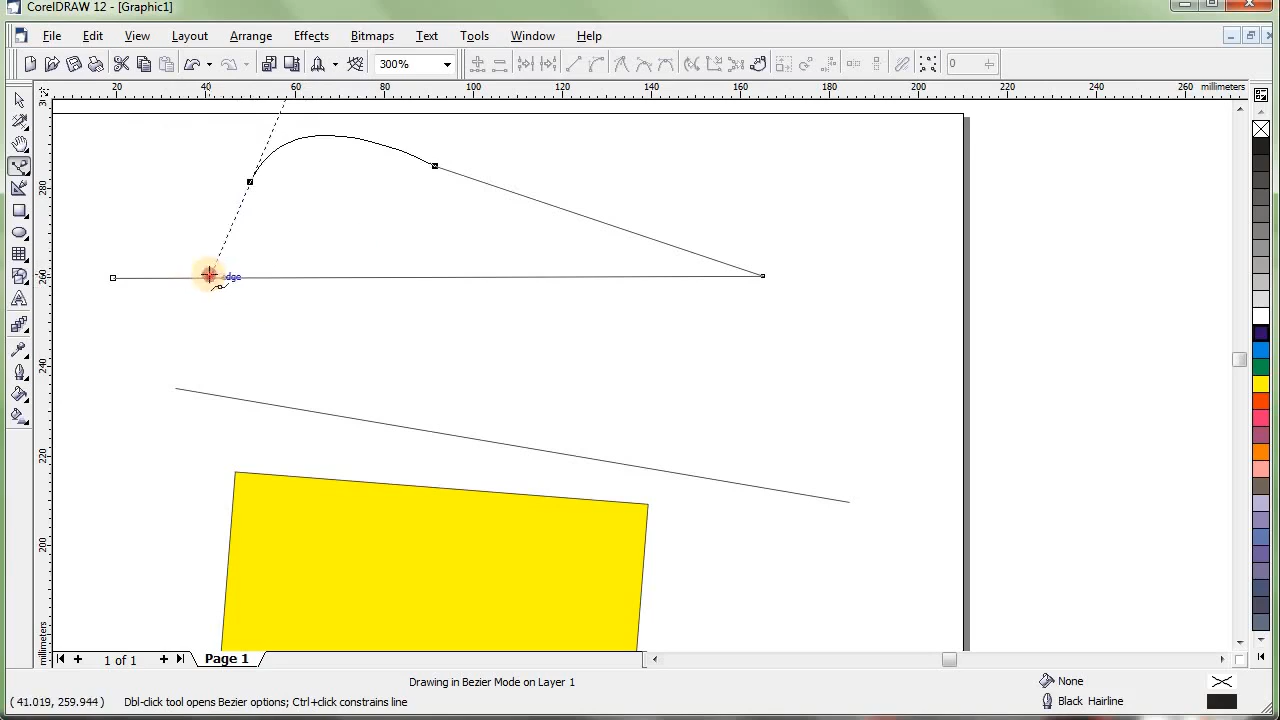 CorelDRAW 12 - [Graphic1]
File Edit View Layout Arrange Effects Bitmaps Text Tools Window Help
300% 0
20 40 60 80 100 120 140 160 180 200 220 240 260 millimeters
280
260
240
220
200
millimeters
dge
1 of 1 Page 1
Drawing in Bezier Mode on Layer 1 None
( 41.019, 259.944 ) Dbl-click tool opens Bezier options; Ctrl+click constrains line Black Hairline